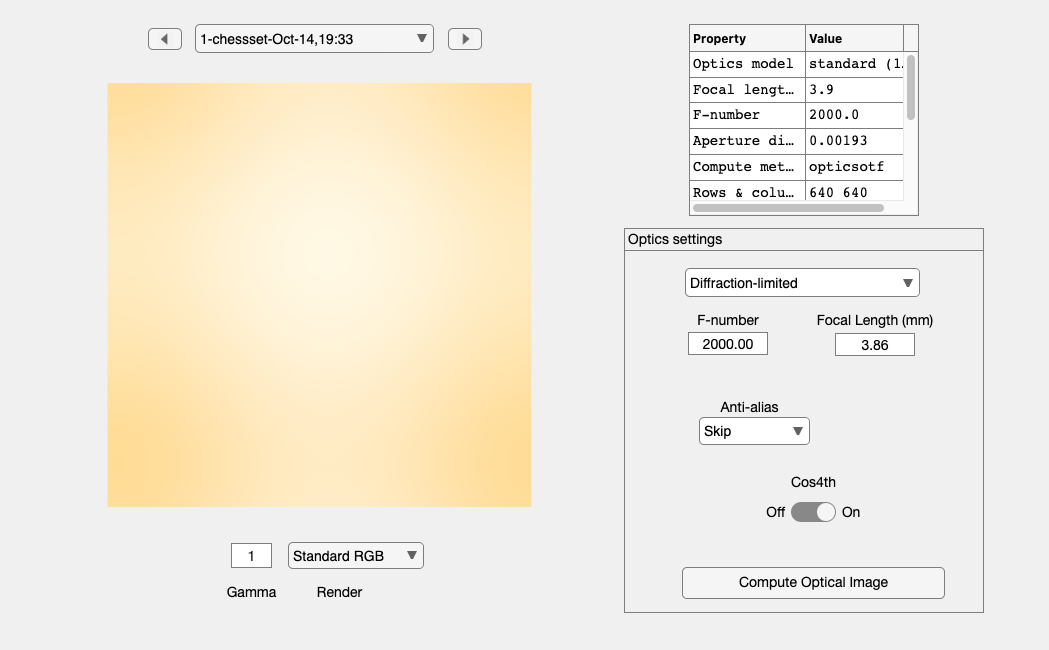 1-chessset-Oct-14,19:33
Property Value
Optics model standard (1.
Focal lengt… 3.9
F-number 2000.0
Aperture di… 0.00193
Compute met… opticsotf
Rows & colu… 640 640
Optics settings
Diffraction-limited
F-number Focal Length (mm)
2000.00 3.86
Anti-alias
Skip
Cos4th
Off On
Compute Optical Image
1 Standard RGB
Gamma Render